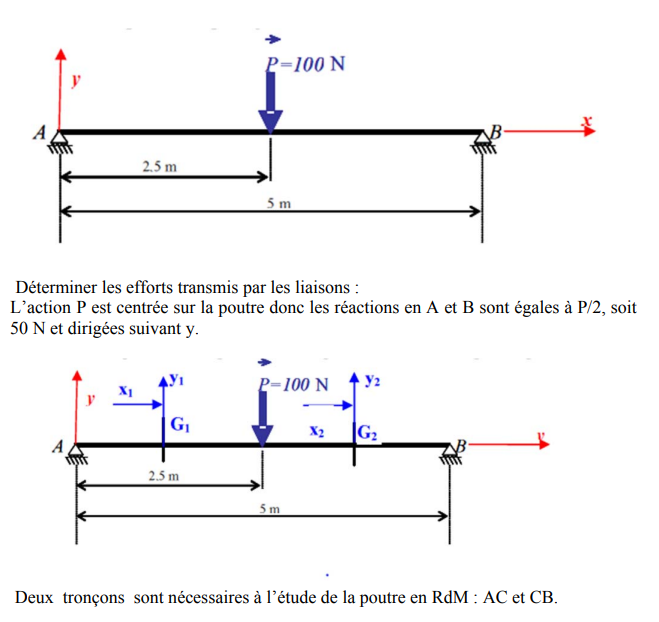 P=100 N
y
A
B
x
2.5 m
5 m
Déterminer les efforts transmis par les liaisons :
L'action P est centrée sur la poutre donc les réactions en A et B sont égales à P/2, soit
50 N et dirigées suivant y.
y1
P=100 N
y2
x1
y
G1
x2
G2
A
B
2.5 m
5 m
Deux tronçons sont nécessaires à l'étude de la poutre en RdM : AC et CB.